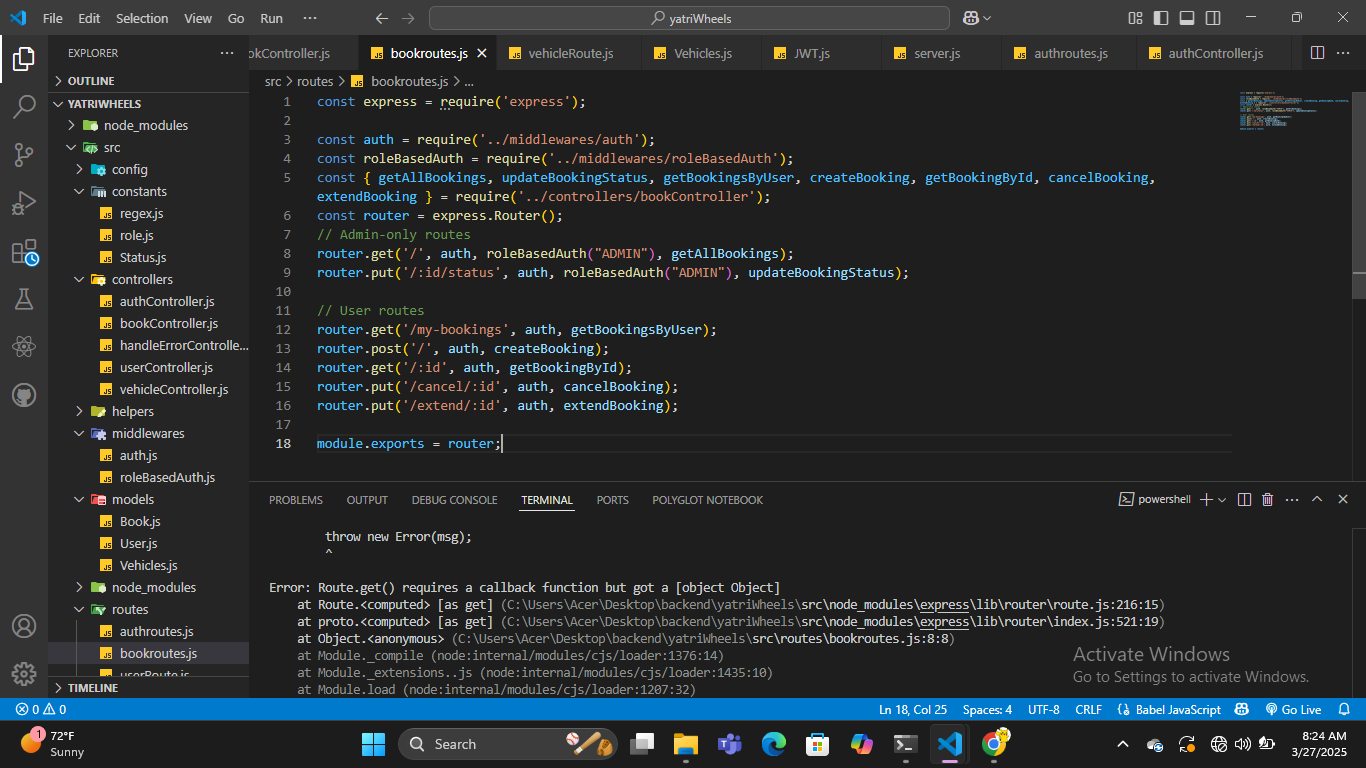 File Edit Selection View Go Run ··· yatriWheels
EXPLORER ···
OUTLINE
YATRIWHEELS
node_modules
src
config
constants
regex.js
role.js
Status.js
controllers
authController.js
bookController.js
handleErrorControlle...
userController.js
vehicleController.js
helpers
middlewares
auth.js
roleBasedAuth.js
models
Book.js
User.js
Vehicles.js
node_modules
routes
authroutes.js
bookroutes.js
userRoute.js
TIMELINE
okController.js bookroutes.js vehicleRoute.js Vehicles.js JWT.js server.js authroutes.js authController.js
src > routes > bookroutes.js > ...
1 const express = require('express');
2
3 const auth = require('../middlewares/auth');
4 const roleBasedAuth = require('../middlewares/roleBasedAuth');
5 const { getAllBookings, updateBookingStatus, getBookingsByUser, createBooking, getBookingById, cancelBooking,
extendBooking } = require('../controllers/bookController');
6 const router = express.Router();
7 // Admin-only routes
8 router.get('/', auth, roleBasedAuth("ADMIN"), getAllBookings);
9 router.put('/:id/status', auth, roleBasedAuth("ADMIN"), updateBookingStatus);
10
11 // User routes
12 router.get('/my-bookings', auth, getBookingsByUser);
13 router.post('/', auth, createBooking);
14 router.get('/:id', auth, getBookingById);
15 router.put('/cancel/:id', auth, cancelBooking);
16 router.put('/extend/:id', auth, extendBooking);
17
18 module.exports = router;
PROBLEMS OUTPUT DEBUG CONSOLE TERMINAL PORTS POLYGLOT NOTEBOOK powershell
throw new Error(msg);
^
Error: Route.get() requires a callback function but got a [object Object]
at Route.<computed> [as get] (C:\Users\Acer\Desktop\backend\yatriWheels\src\node_modules\express\lib\router\route.js:216:15)
at proto.<computed> [as get] (C:\Users\Acer\Desktop\backend\yatriWheels\src\node_modules\express\lib\router\index.js:521:19)
at Object.<anonymous> (C:\Users\Acer\Desktop\backend\yatriWheels\src\routes\bookroutes.js:8:8)
at Module._compile (node:internal/modules/cjs/loader:1376:14)
at Module._extensions..js (node:internal/modules/cjs/loader:1435:10)
at Module.load (node:internal/modules/cjs/loader:1207:32)
Activate Windows
Go to Settings to activate Windows.
0 0 Ln 18, Col 25 Spaces: 4 UTF-8 CRLF Babel JavaScript Go Live
1
72°F
Sunny
Search
8:24 AM
3/27/2025